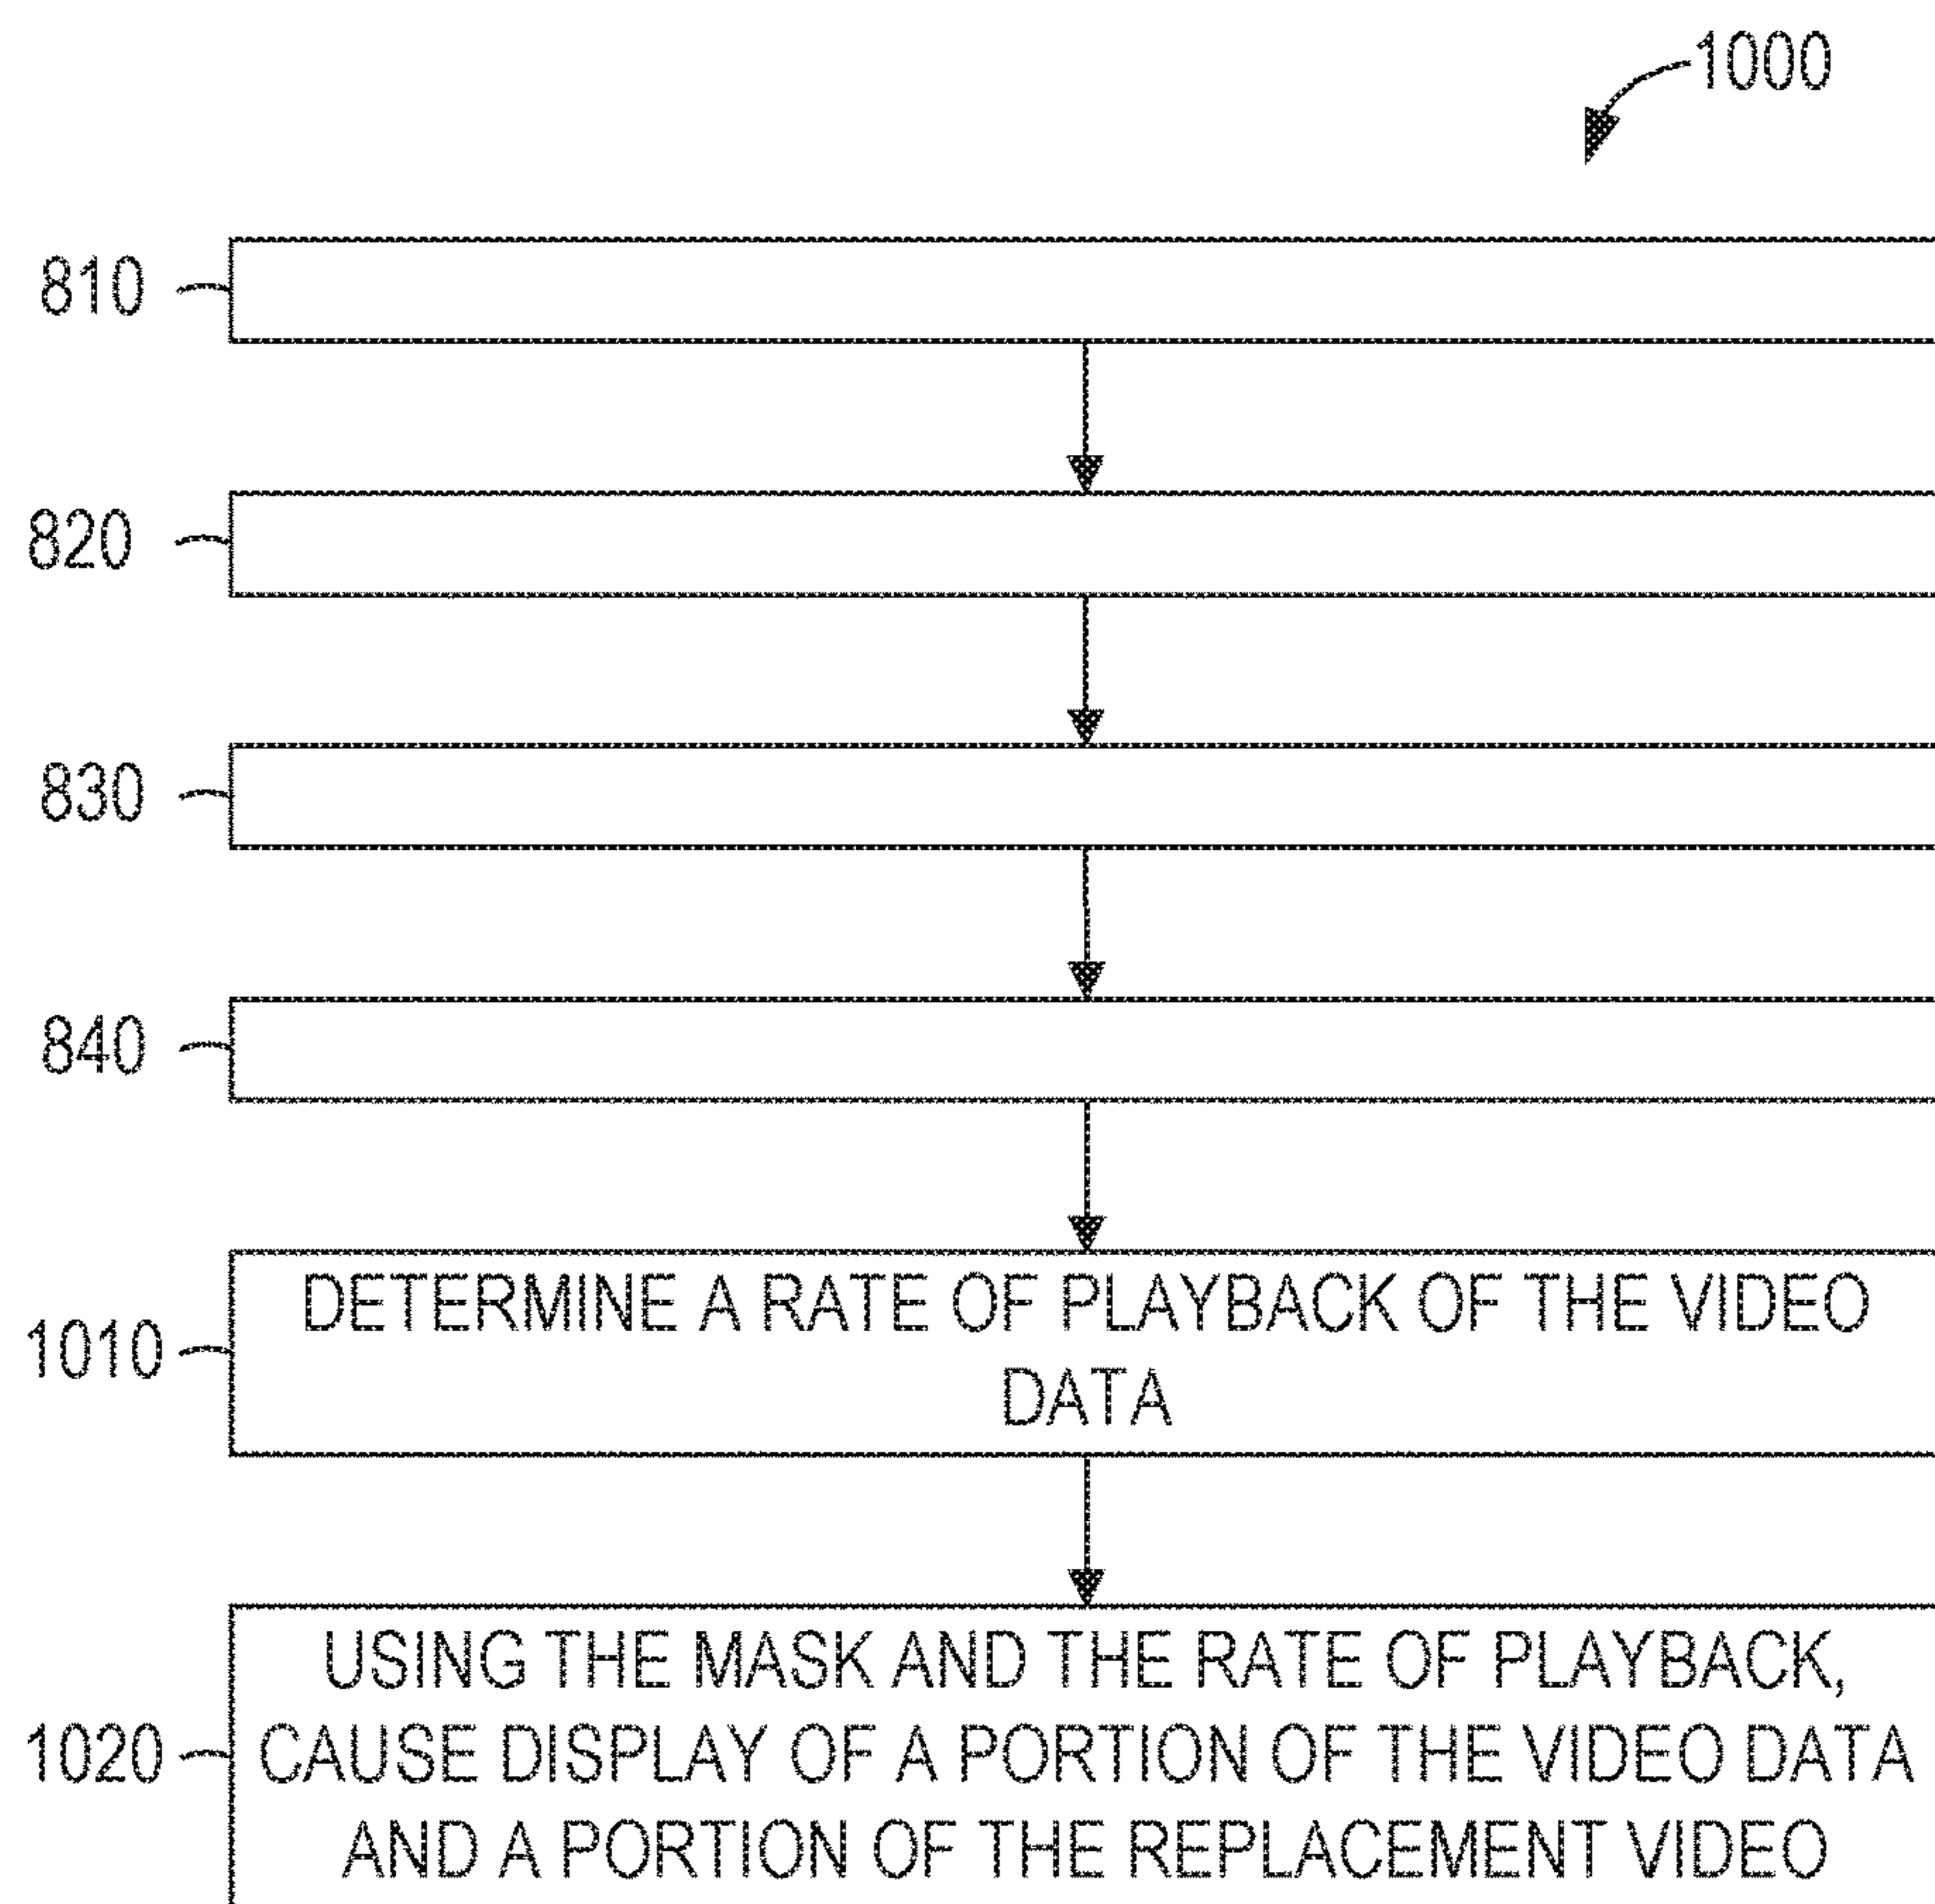 1000
810
820
830
840
1010
DETERMINE A RATE OF PLAYBACK OF THE VIDEO
DATA
1020
USING THE MASK AND THE RATE OF PLAYBACK,
CAUSE DISPLAY OF A PORTION OF THE VIDEO DATA
AND A PORTION OF THE REPLACEMENT VIDEO